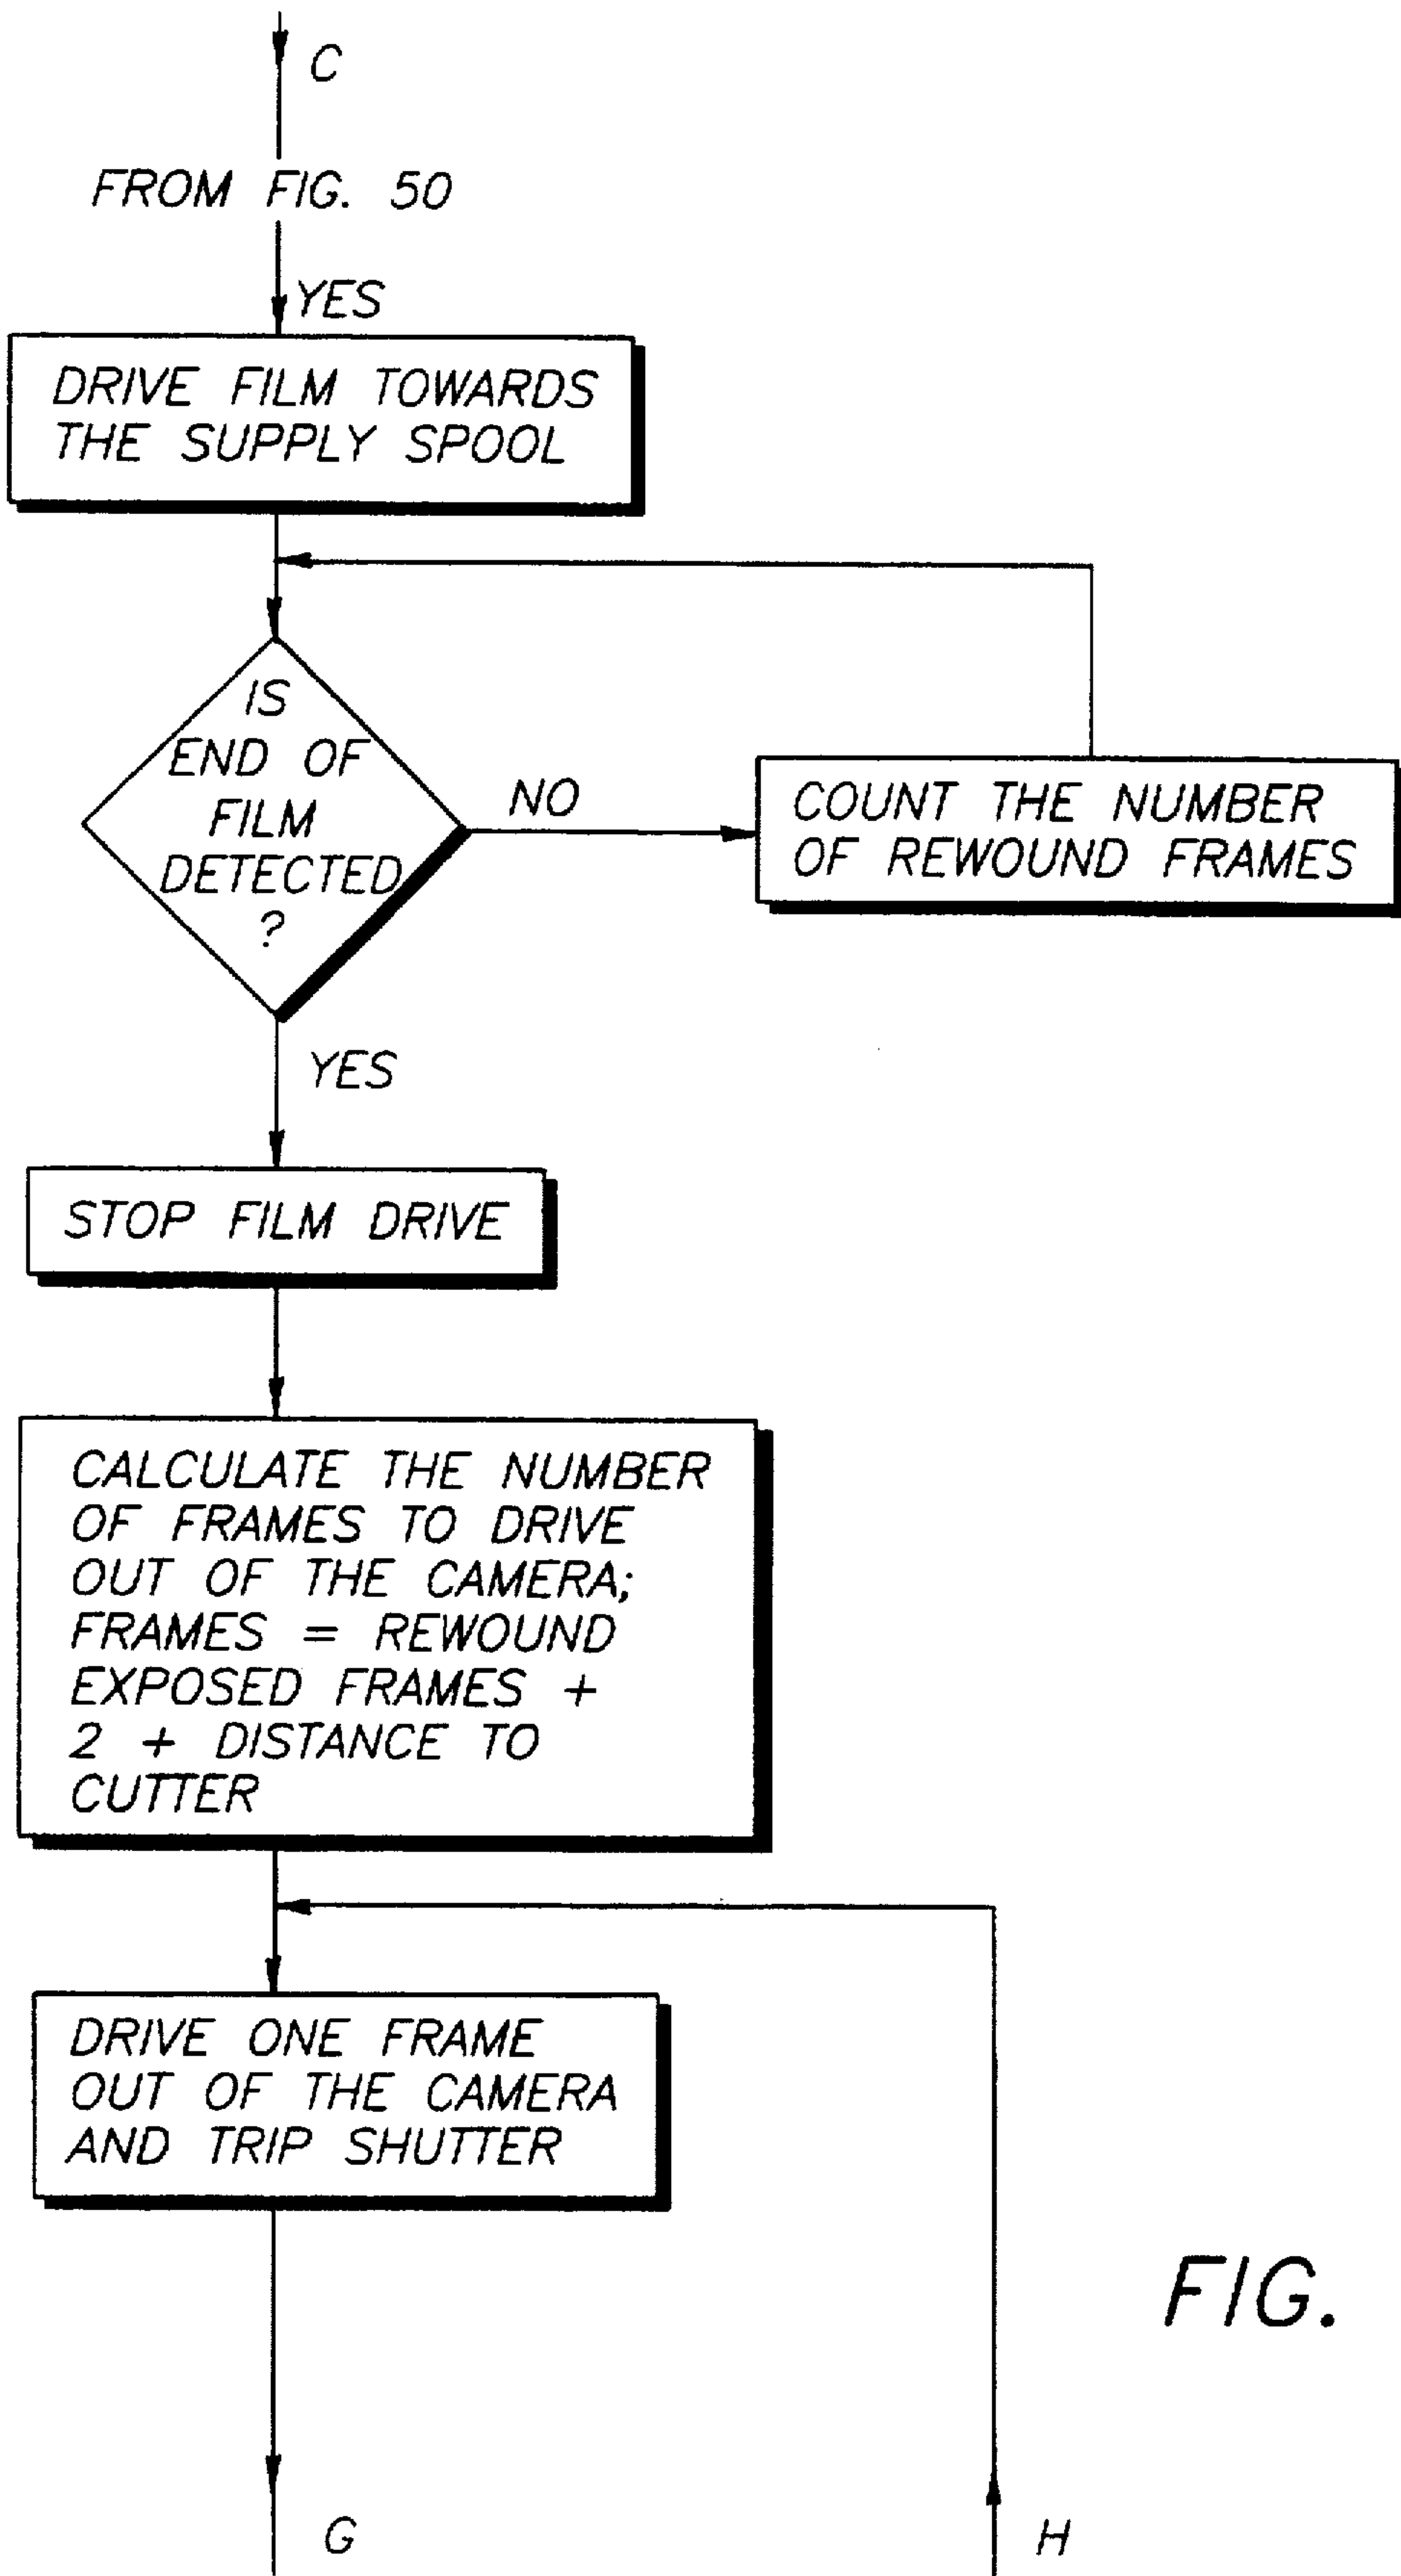 C
FROM FIG. 50
YES
DRIVE FILM TOWARDS
THE SUPPLY SPOOL
IS
END OF
FILM
DETECTED
?
NO
COUNT THE NUMBER
OF REWOUND FRAMES
YES
STOP FILM DRIVE
CALCULATE THE NUMBER
OF FRAMES TO DRIVE
OUT OF THE CAMERA;
FRAMES = REWOUND
EXPOSED FRAMES +
2 + DISTANCE TO
CUTTER
DRIVE ONE FRAME
OUT OF THE CAMERA
AND TRIP SHUTTER
FIG.
G
H